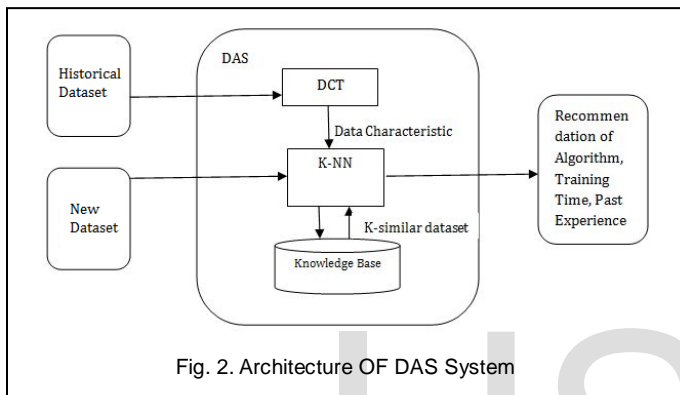 DAS
Historical
Dataset
DCT
Data Characteristic
K-NN
Recommen
dation of
Algorithm,
Training
Time, Past
Experience
New
Dataset
K-similar dataset
Knowledge Base
Fig. 2. Architecture OF DAS System